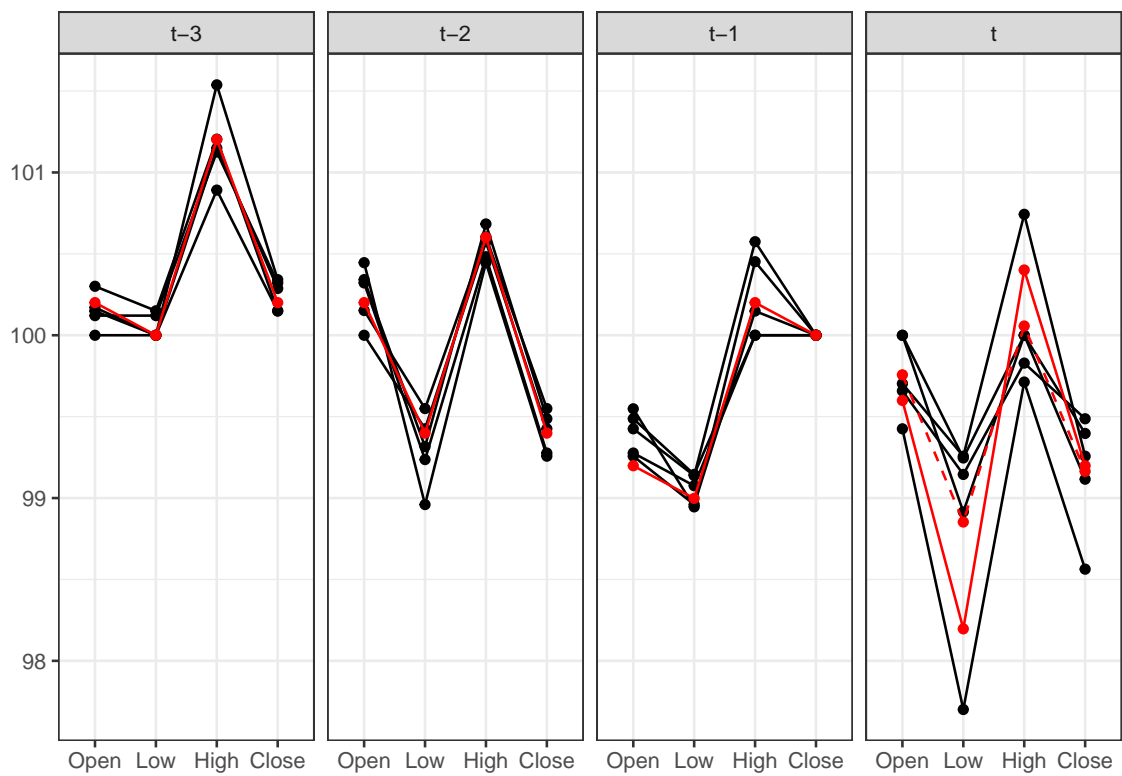 t–3 t–2 t–1 t
101
100
99
98
Open Low High Close Open Low High Close Open Low High Close Open Low High Close